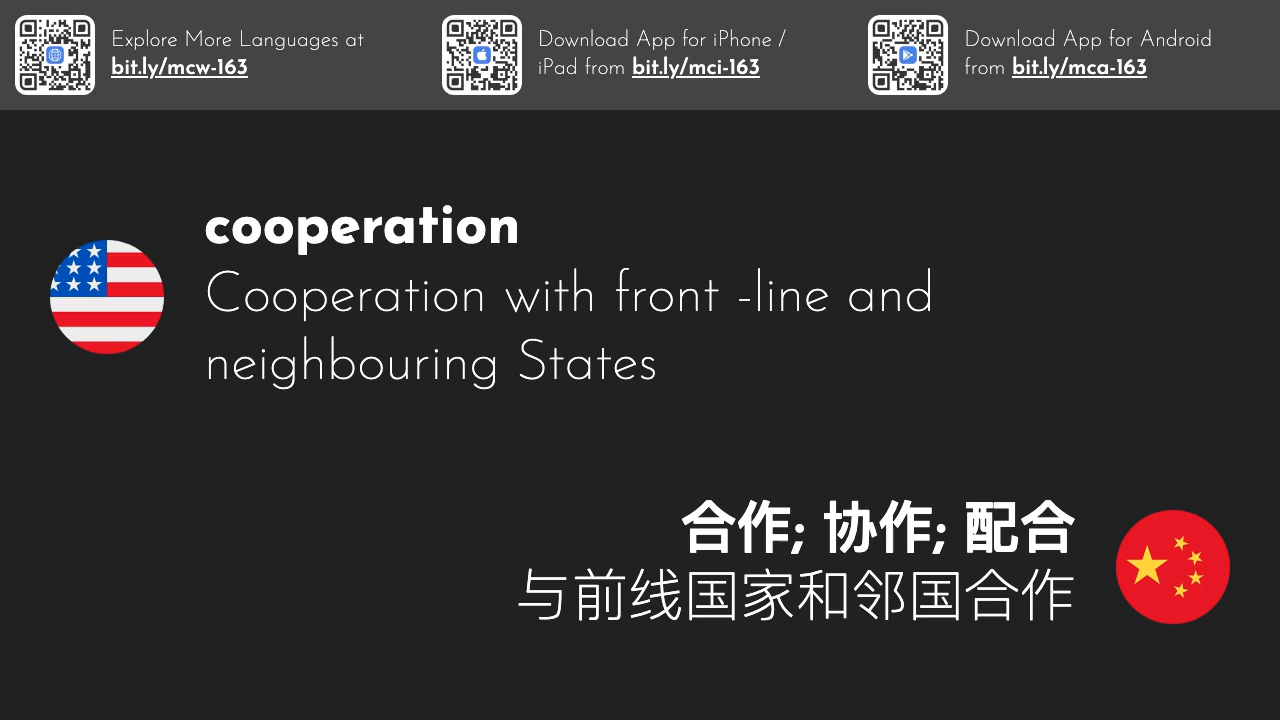 Explore More Languages at
bit.ly/mcw-163
Download App for iPhone /
iPad from bit.ly/mci-163
Download App for Android
from bit.ly/mca-163
cooperation
Cooperation with front -line and
neighbouring States
合作; 协作; 配合
与前线国家和邻国合作